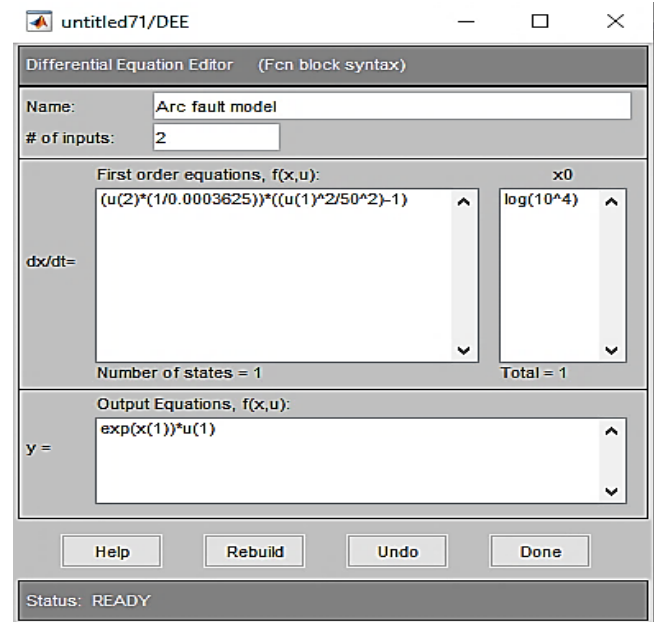 untitled71/DEE
Differential Equation Editor (Fcn block syntax)
Name: Arc fault model
# of inputs: 2
First order equations, f(x,u): x0
(u(2)*(1/0.0003625))*((u(1)^2/50^2)-1) log(10^4)
dx/dt=
Number of states = 1 Total = 1
Output Equations, f(x,u):
exp(x(1))*u(1)
y =
Help Rebuild Undo Done
Status: READY